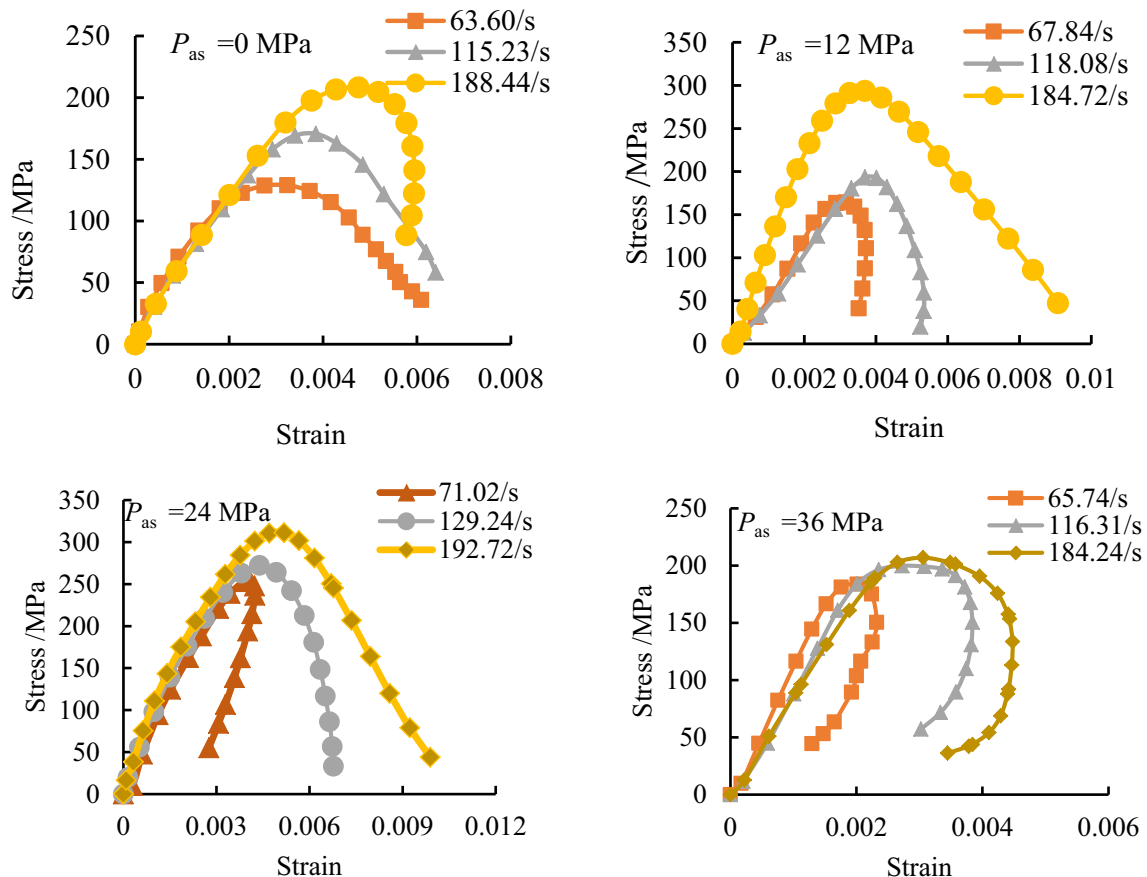 P as =0 MPa
63.60/s
115.23/s
188.44/s
250
200
150
100
50
0
Stress /MPa
0 0.002 0.004 0.006 0.008
Strain
P as =12 MPa
67.84/s
118.08/s
184.72/s
350
300
250
200
150
100
50
0
Stress /MPa
0 0.002 0.004 0.006 0.008 0.01
Strain
P as =24 MPa
71.02/s
129.24/s
192.72/s
350
300
250
200
150
100
50
0
Stress /MPa
0 0.003 0.006 0.009 0.012
Strain
P as =36 MPa
65.74/s
116.31/s
184.24/s
250
200
150
100
50
0
Stress /MPa
0 0.002 0.004 0.006
Strain